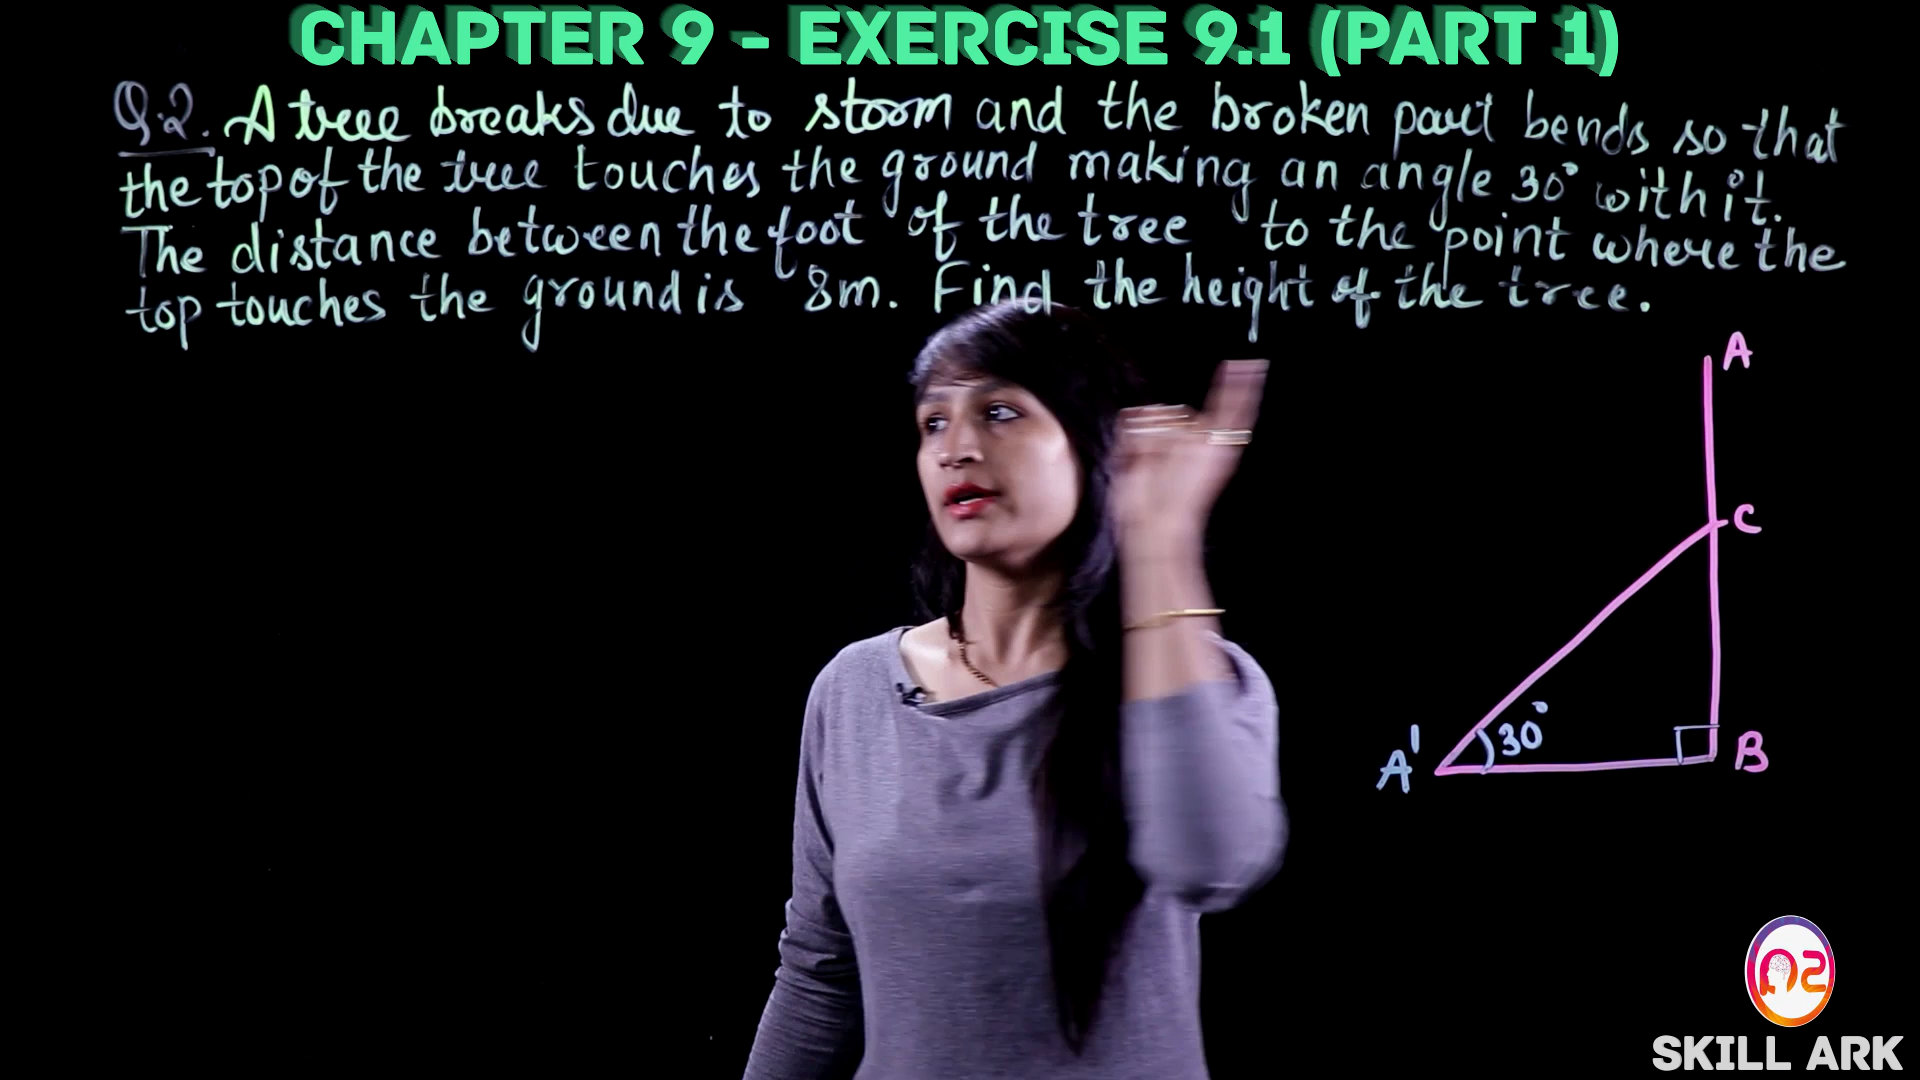 CHAPTER 9 - EXERCISE 9.1 (PART 1)
Q.2. A tree breaks due to storm and the broken part bends so that
the top of the tree touches the ground making an angle 30° with it.
The distance between the foot of the tree to the point where the
top touches the ground is 8m. Find the height of the tree.
A
C
30°
A'
B
SKILL ARK